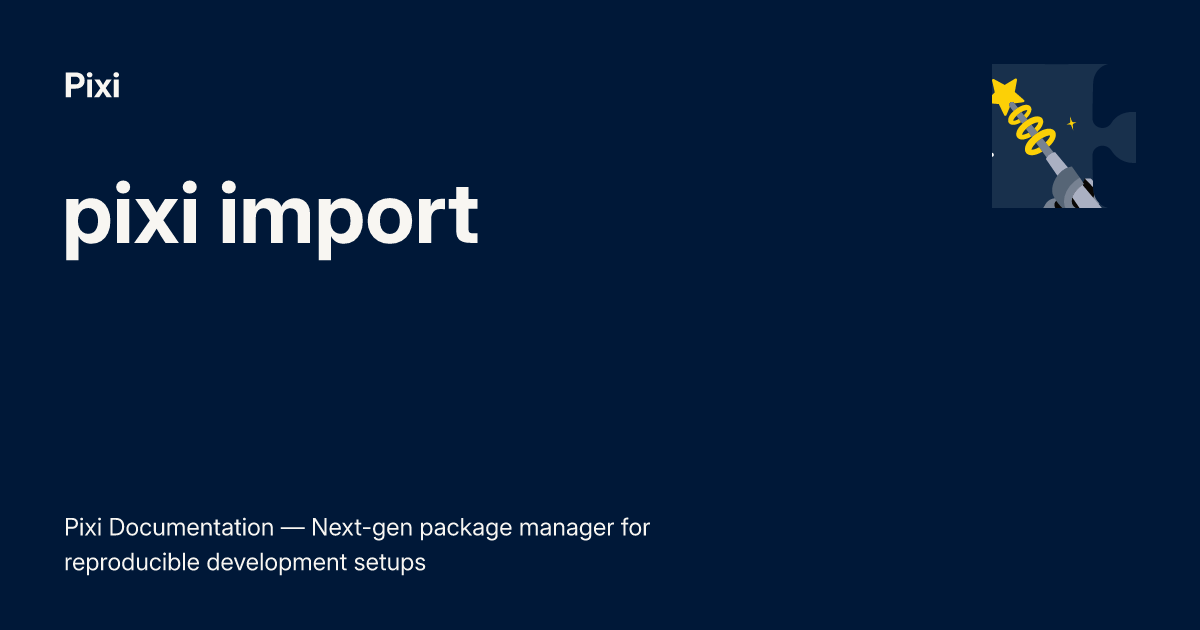 Pixi
pixi import
Pixi Documentation — Next-gen package manager for
reproducible development setups